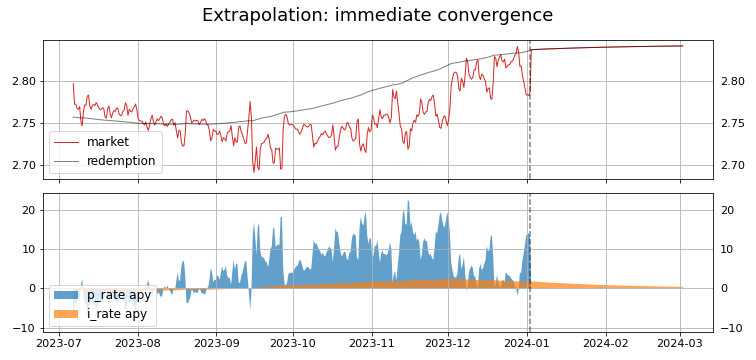 Extrapolation: immediate convergence
2.80 2.80
2.75 2.75
2.70 2.70
market
redemption
20 20
10 10
0 0
−10 −10
p_rate apy
i_rate apy
2023-07 2023-08 2023-09 2023-10 2023-11 2023-12 2024-01 2024-02 2024-03